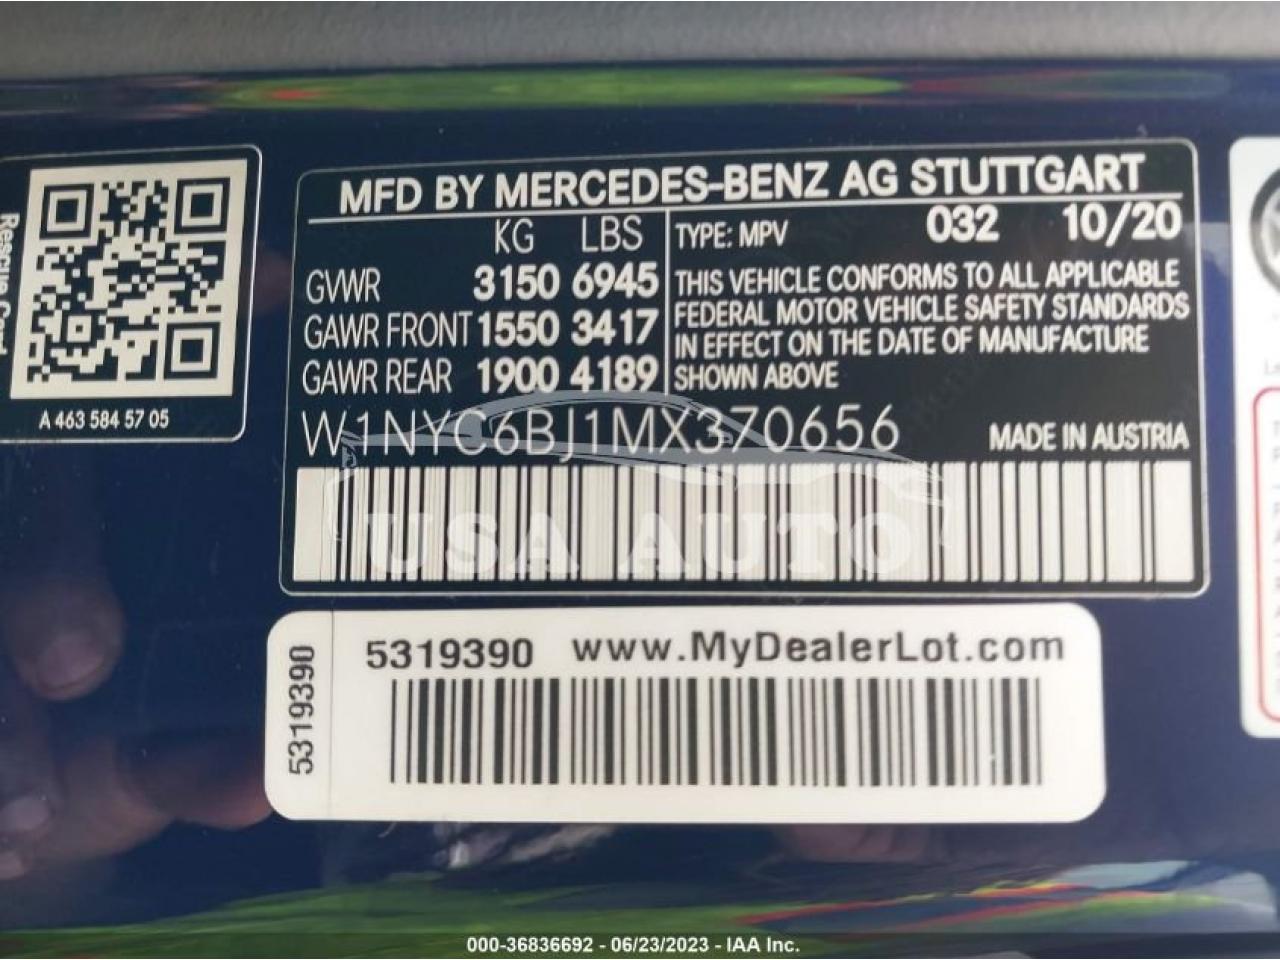 MFD BY MERCEDES-BENZ AG STUTTGART
KG LBS
GVWR 3150 6945
GAWR FRONT 1550 3417
GAWR REAR 1900 4189
TYPE: MPV 032 10/20
THIS VEHICLE CONFORMS TO ALL APPLICABLE
FEDERAL MOTOR VEHICLE SAFETY STANDARDS
IN EFFECT ON THE DATE OF MANUFACTURE
SHOWN ABOVE
W1NYC6BJ1MX370656 MADE IN AUSTRIA
Rescue Card
A 463 584 57 05
USA AUTO
5319390
5319390 www.MyDealerLot.com
000-36836692 - 06/23/2023 - IAA Inc.